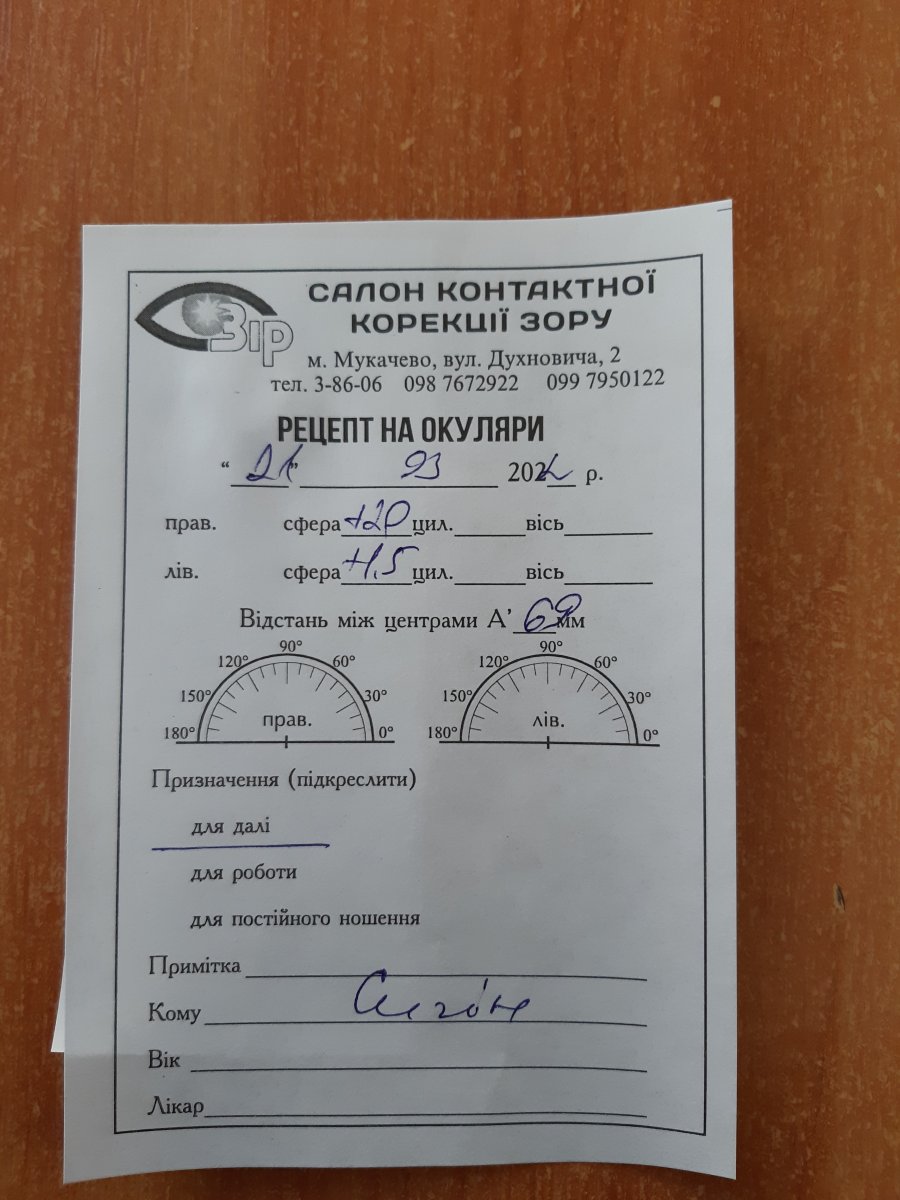 Зір
САЛОН КОНТАКТНОЇ
КОРЕКЦІЇ ЗОРУ
м. Мукачево, вул. Духновича, 2
тел. 3-86-06 098 7672922 099 7950122
РЕЦЕПТ НА ОКУЛЯРИ
"21" 03 202 р.
прав. сфера +2,0 цил. вісь
лів. сфера +1,5 цил. вісь
Відстань між центрами А' мм
180° 150° 120° 90° 60° 30° 0° прав.
180° 150° 120° 90° 60° 30° 0° лів.
Призначення (підкреслити)
для далі
для роботи
для постійного ношення
Примітка
Кому
Вік
Лікар